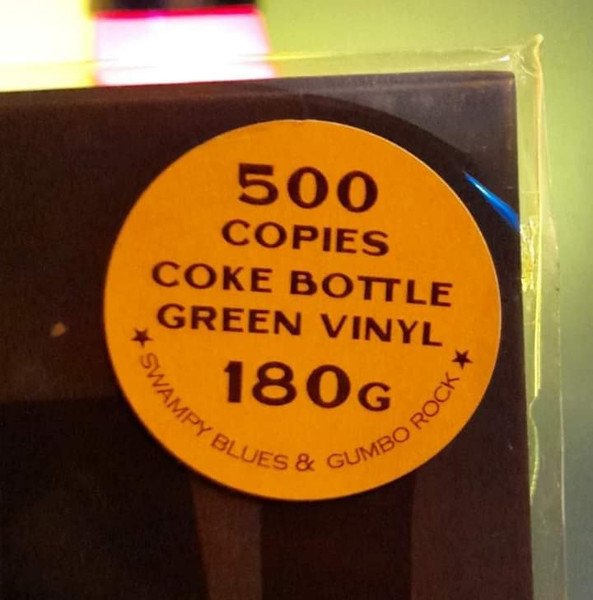 500
COPIES
COKE BOTTLE
GREEN VINYL
180G
★ SWAMPY BLUES & GUMBO ROCK ★